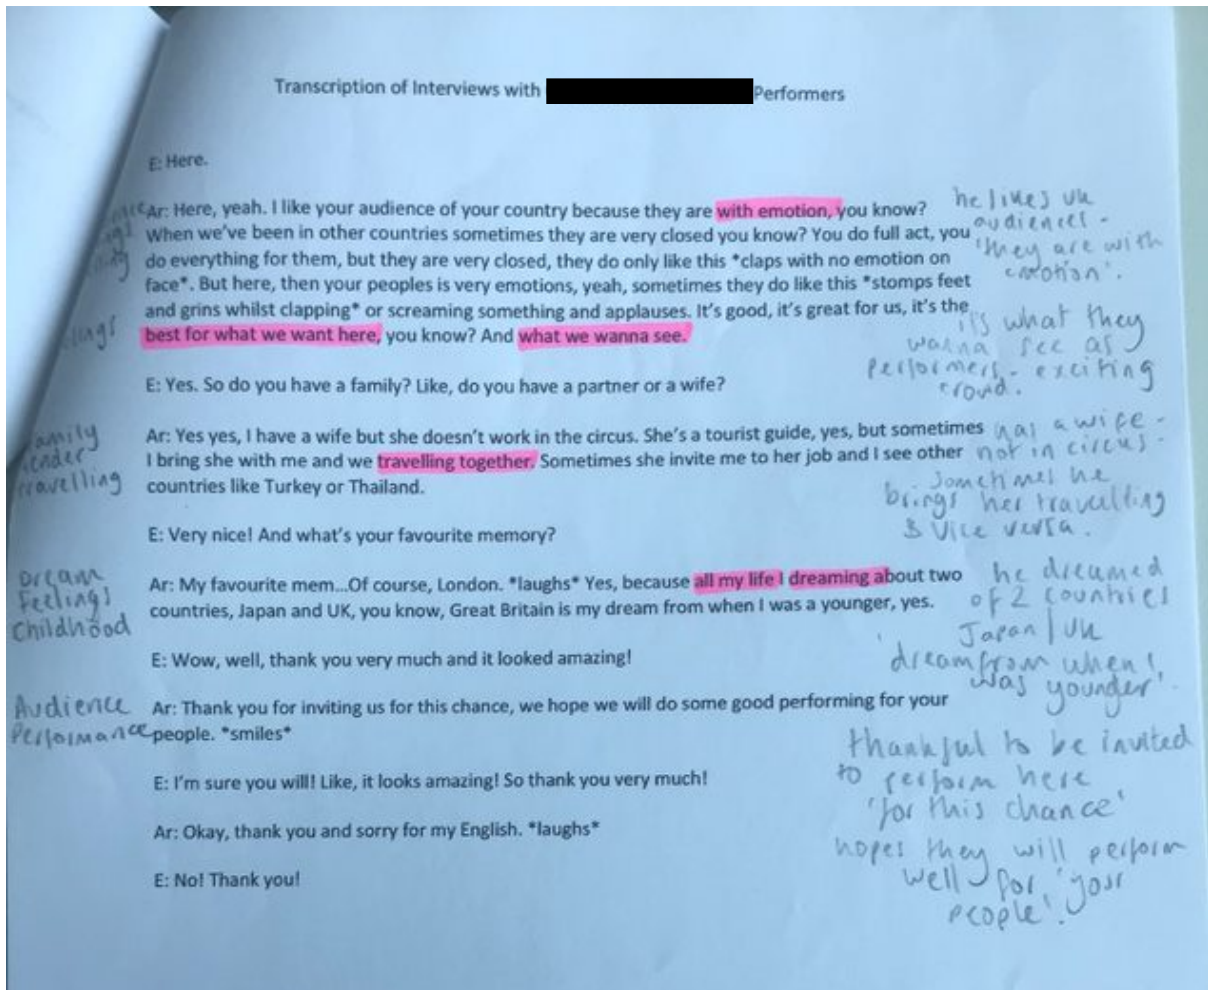 Transcription of Interviews with Performers
E: Here.
Ar: Here, yeah. I like your audience of your country because they are with emotion, you know?
When we've been in other countries sometimes they are very closed you know? You do full act, you
do everything for them, but they are very closed, they do only like this *claps with no emotion on
face*. But here, then your peoples is very emotions, yeah, sometimes they do like this *stomps feet
and grins whilst clapping* or screaming something and applauses. It's good, it's great for us, it's the
best for what we want here, you know? And what we wanna see.
he likes UK
audiences -
'they are with
emotion'.
it's what they
wanna see as
performers - exciting
crowd.
E: Yes. So do you have a family? Like, do you have a partner or a wife?
Family
Gender
Travelling
Ar: Yes yes, I have a wife but she doesn't work in the circus. She's a tourist guide, yes, but sometimes
I bring she with me and we travelling together. Sometimes she invite me to her job and I see other
countries like Turkey or Thailand.
has a wife -
not in circus.
Sometimes he
brings her travelling
& vice versa.
E: Very nice! And what's your favourite memory?
Dream
Feelings
Childhood
Ar: My favourite mem...Of course, London. *laughs* Yes, because all my life I dreaming about two
countries, Japan and UK, you know, Great Britain is my dream from when I was a younger, yes.
he dreamed
of 2 countries
Japan / UK
'dream from when I
was younger'.
E: Wow, well, thank you very much and it looked amazing!
Audience
Performance
Ar: Thank you for inviting us for this chance, we hope we will do some good performing for your
people. *smiles*
thankful to be invited
to perform here
'for this chance'
hopes they will perform
well for 'your
people'.
E: I'm sure you will! Like, it looks amazing! So thank you very much!
Ar: Okay, thank you and sorry for my English. *laughs*
E: No! Thank you!